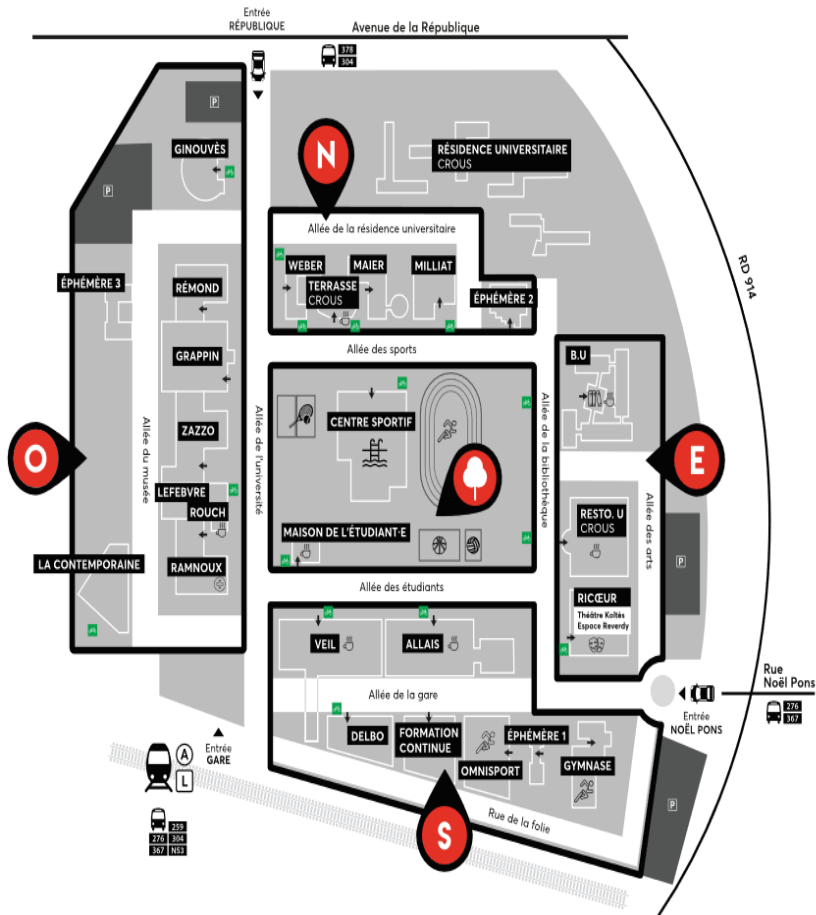 Entrée
RÉPUBLIQUE
Avenue de la République
378
304
P
GINOUVÈS
N
RÉSIDENCE UNIVERSITAIRE
CROUS
P
Allée de la résidence universitaire
RD 914
WEBER
MAIER
MILLIAT
TERRASSE
CROUS
ÉPHÉMÈRE 3
RÉMOND
ÉPHÉMÈRE 2
Allée des sports
GRAPPIN
B.U
Allée du musée
Allée de l'université
Allée de la bibliothèque
ZAZZO
CENTRE SPORTIF
O
E
LEFEBVRE
ROUCH
RESTO. U
CROUS
Allée des arts
MAISON DE L'ÉTUDIANT·E
LA CONTEMPORAINE
RAMNOUX
P
Allée des étudiants
RICŒUR
Théâtre Koltès
Espace Reverdy
VEIL
ALLAIS
Allée de la gare
Rue
Noël Pons
276
367
Entrée
NOËL PONS
DELBO
FORMATION
CONTINUE
ÉPHÉMÈRE 1
OMNISPORT
GYMNASE
Entrée
GARE
A
L
P
Rue de la folie
S
259
276 304
367 N53